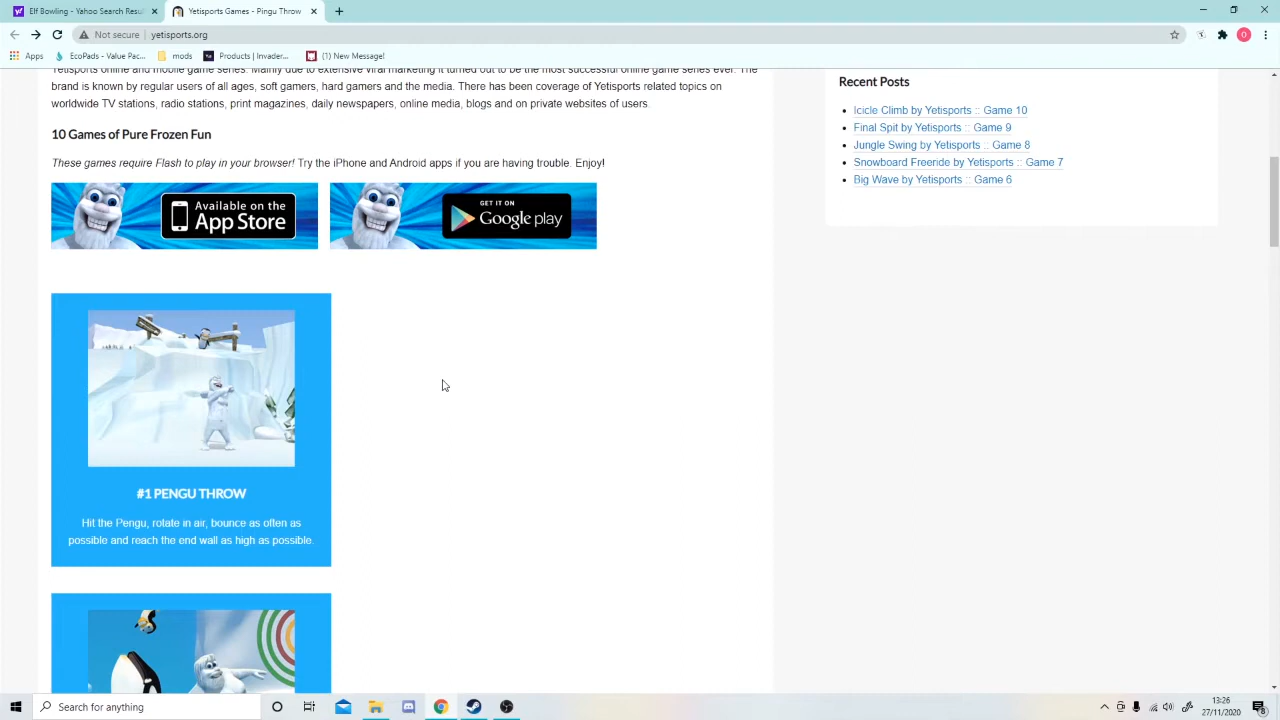 Elf Bowling - Yahoo Search Resul
Yetisports Games - Pingu Throw
Not secure
yetisports.org
Apps
EcoPads - Value Pac...
mods
Products | Invader...
(1) New Message!
Yetisports online and mobile game series. Mainly due to extensive viral marketing it turned out to be the most successful online game series ever. The
brand is known by regular users of all ages, soft gamers, hard gamers and the media. There has been coverage of Yetisports related topics on
worldwide TV stations, radio stations, print magazines, daily newspapers, online media, blogs and on private websites of users.
10 Games of Pure Frozen Fun
These games require Flash to play in your browser! Try the iPhone and Android apps if you are having trouble. Enjoy!
Available on the
App Store
GET IT ON
Google play
#1 PENGU THROW
Hit the Pengu, rotate in air, bounce as often as
possible and reach the end wall as high as possible.
Recent Posts
Icicle Climb by Yetisports :: Game 10
Final Spit by Yetisports :: Game 9
Jungle Swing by Yetisports :: Game 8
Snowboard Freeride by Yetisports :: Game 7
Big Wave by Yetisports :: Game 6
Search for anything
13:26
27/11/2020